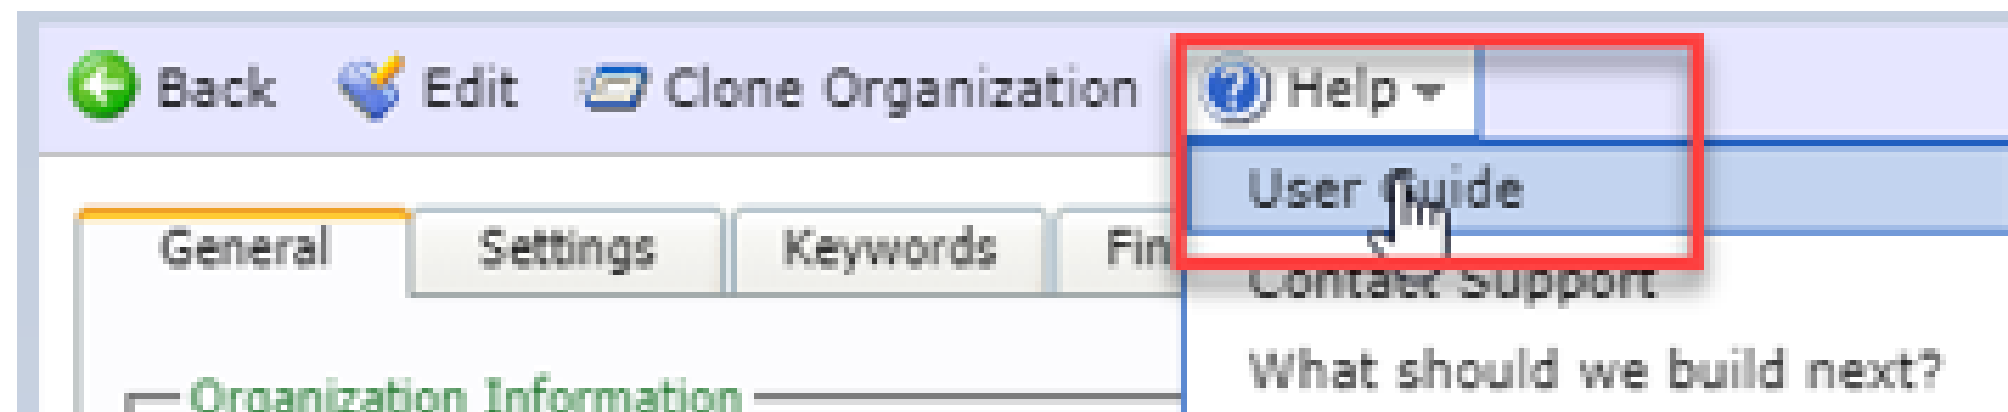 Back Edit Clone Organization Help
User Guide
General Settings Keywords Fin
Contact Support
What should we build next?
Organization Information